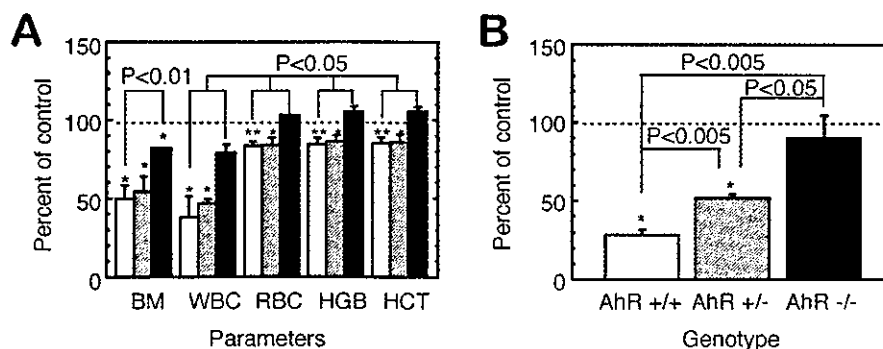 A
150
100
50
0
Percent of control
P<0.01
P<0.05
*
*
*
*
*
**
*
**
*
**
*
BM WBC RBC HGB HCT
Parameters
B
150
100
50
0
Percent of control
P<0.005
P<0.05
P<0.005
*
*
AhR +/+ AhR +/- AhR -/-
Genotype